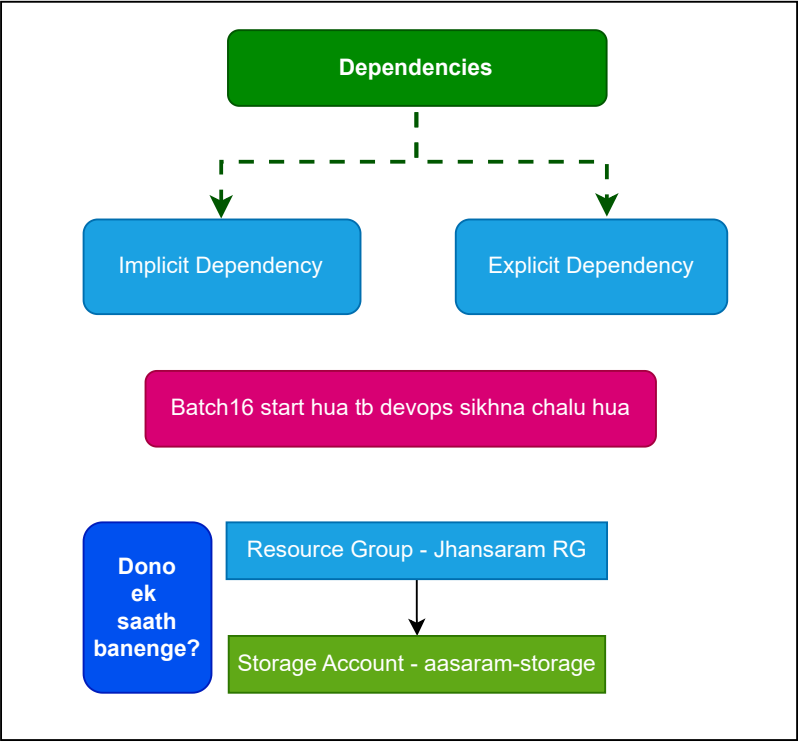 Dependencies
Implicit Dependency
Explicit Dependency
Batch16 start hua tb devops sikhna chalu hua
Dono
ek
saath
banenge?
Resource Group - Jhansaram RG
Storage Account - aasaram-storage